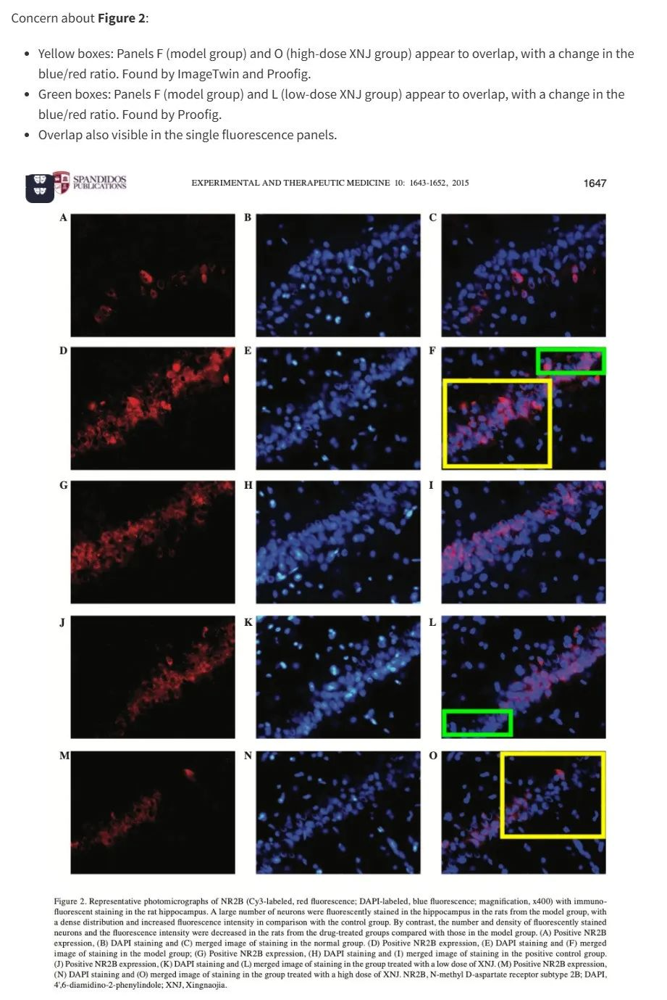 Concern about Figure 2:
Yellow boxes: Panels F (model group) and O (high-dose XNJ group) appear to overlap, with a change in the
blue/red ratio. Found by ImageTwin and Proofig.
Green boxes: Panels F (model group) and L (low-dose XNJ group) appear to overlap, with a change in the
blue/red ratio. Found by Proofig.
Overlap also visible in the single fluorescence panels.
SPANDIDOS
PUBLICATIONS
EXPERIMENTAL AND THERAPEUTIC MEDICINE 10: 1643-1652, 2015
1647
A B C
D E F
G H I
J K L
M N O
Figure 2. Representative photomicrographs of NR2B (Cy3-labeled, red fluorescence; DAPI-labeled, blue fluorescence; magnification, x400) with immuno-
fluorescent staining in the rat hippocampus. A large number of neurons were fluorescently stained in the hippocampus in the rats from the model group, with
a dense distribution and increased fluorescence intensity in comparison with the control group. By contrast, the number and density of fluorescently stained
neurons and the fluorescence intensity were decreased in the rats from the drug-treated groups compared with those in the model group. (A) Positive NR2B
expression, (B) DAPI staining and (C) merged image of staining in the normal group. (D) Positive NR2B expression, (E) DAPI staining and (F) merged
image of staining in the model group; (G) Positive NR2B expression, (H) DAPI staining and (I) merged image of staining in the positive control group.
(J) Positive NR2B expression, (K) DAPI staining and (L) merged image of staining in the group treated with a low dose of XNJ. (M) Positive NR2B expression,
(N) DAPI staining and (O) merged image of staining in the group treated with a high dose of XNJ. NR2B, N-methyl D-aspartate receptor subtype 2B; DAPI,
4',6-diamidino-2-phenylindole; XNJ, Xingnaojia.